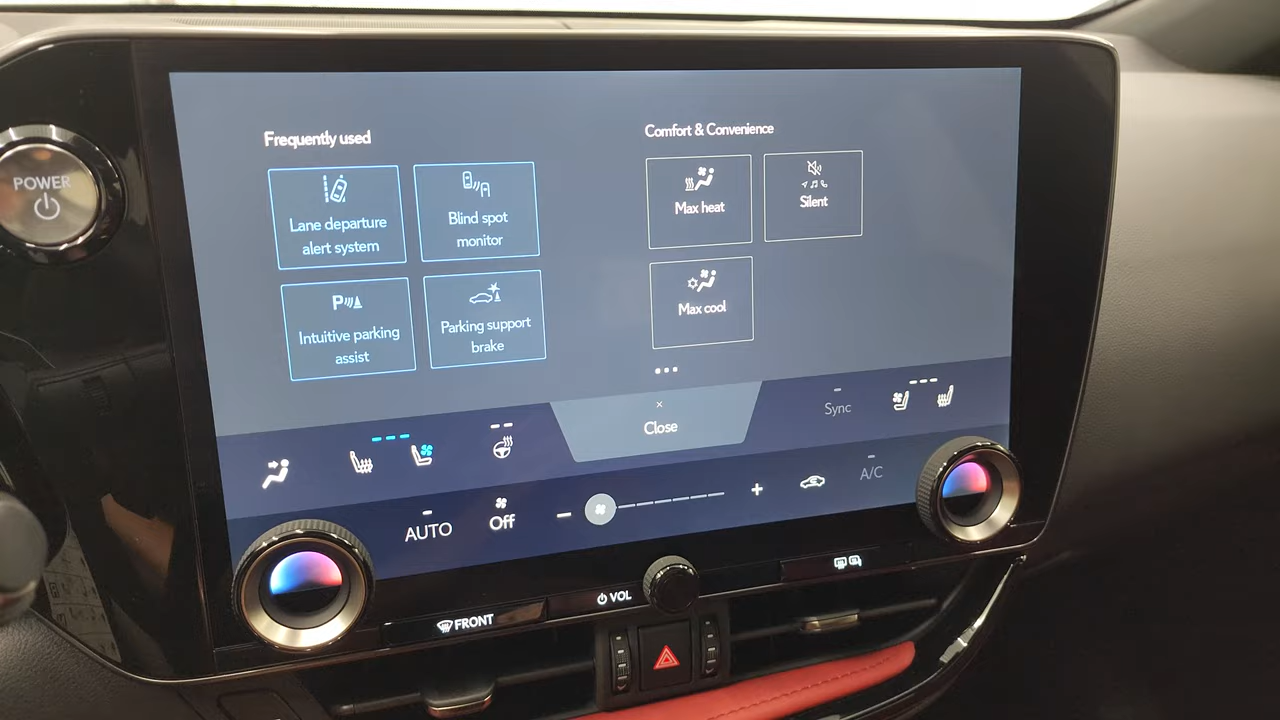 POWER
Frequently used
Comfort & Convenience
Lane departure
alert system
Blind spot
monitor
Max heat
Silent
P
Intuitive parking
assist
Parking support
brake
Max cool
×
Close
Sync
AUTO
Off
−
+
A/C
FRONT
VOL